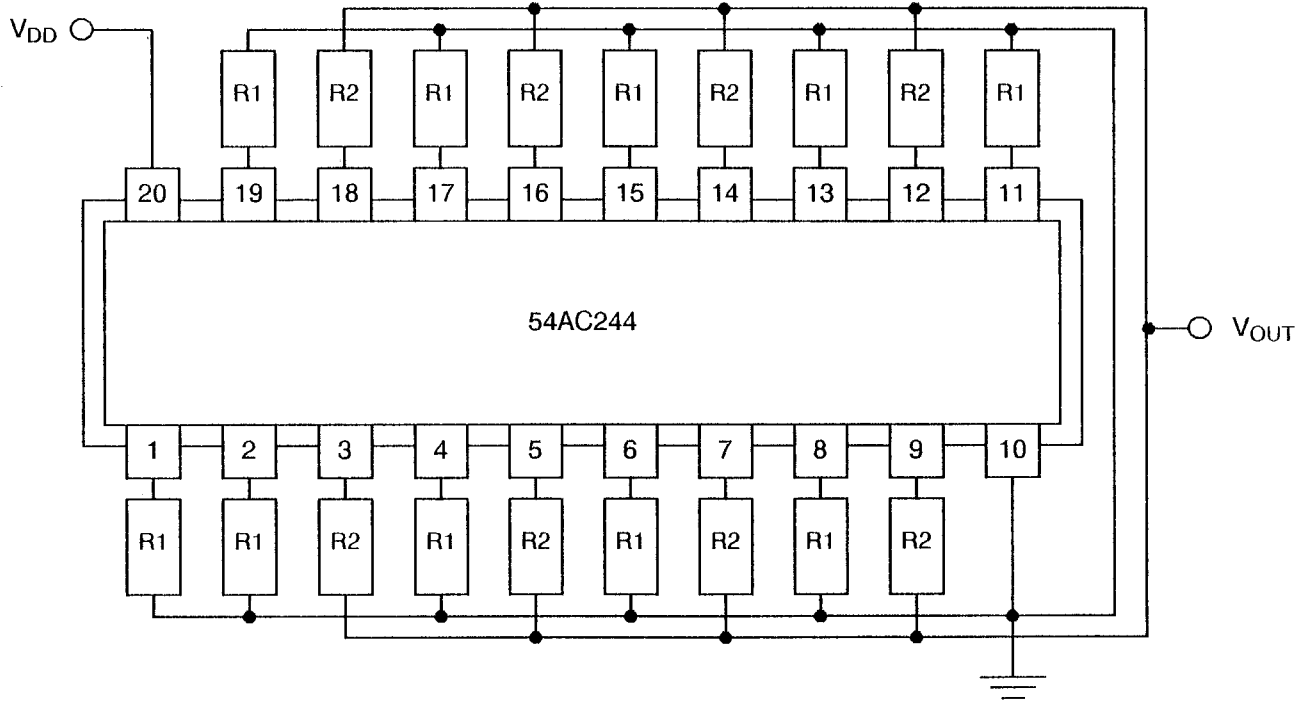 VDD
R1 R2 R1 R2 R1 R2 R1 R2 R1
20 19 18 17 16 15 14 13 12 11
54AC244
VOUT
1 2 3 4 5 6 7 8 9 10
R1 R1 R2 R1 R2 R1 R2 R1 R2